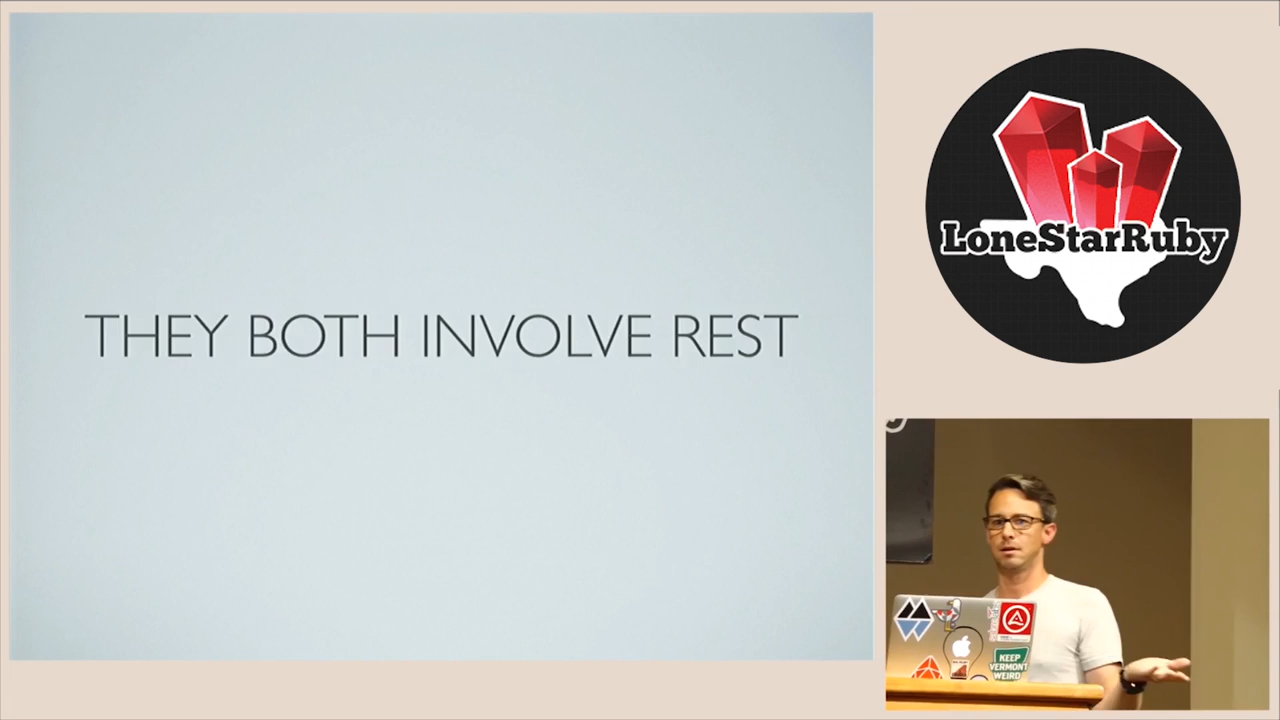 THEY BOTH INVOLVE REST
LoneStarRuby
KEEP
VERMONT
WEIRD